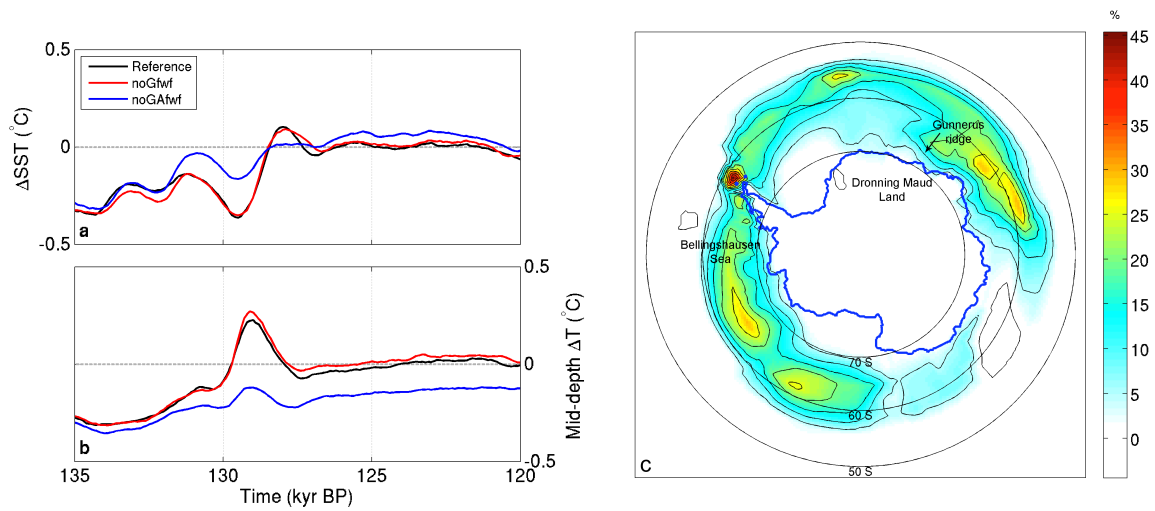 0.5
Reference
noGfwf
noGAfwf
ΔSST (°C)
0
a
-0.5
0.5
Mid-depth ΔT (°C)
0
b
-0.5
135
130
125
120
Time (kyr BP)
%
45
40
35
30
25
20
15
10
5
0
Gunnerus
ridge
Dronning Maud
Land
Bellingshausen
Sea
70 S
60 S
50 S
C